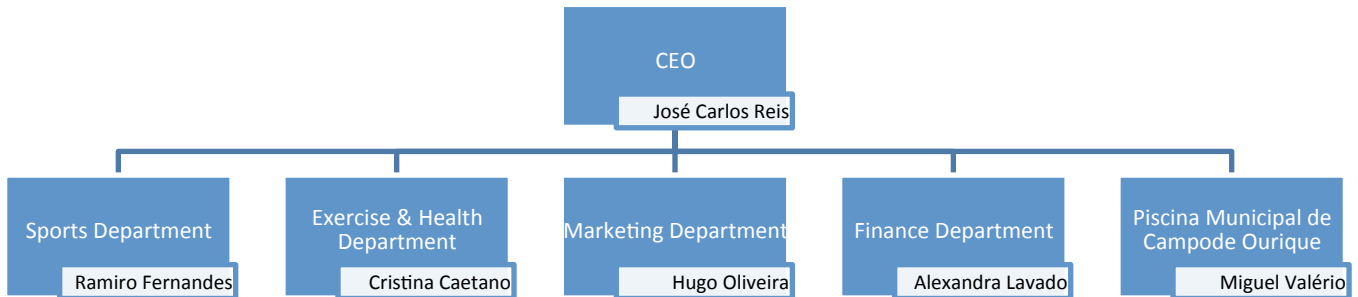 CEO
José Carlos Reis
Sports Department
Ramiro Fernandes
Exercise & Health
Department
Cristina Caetano
Marketing Department
Hugo Oliveira
Finance Department
Alexandra Lavado
Piscina Municipal de
Campode Ourique
Miguel Valério